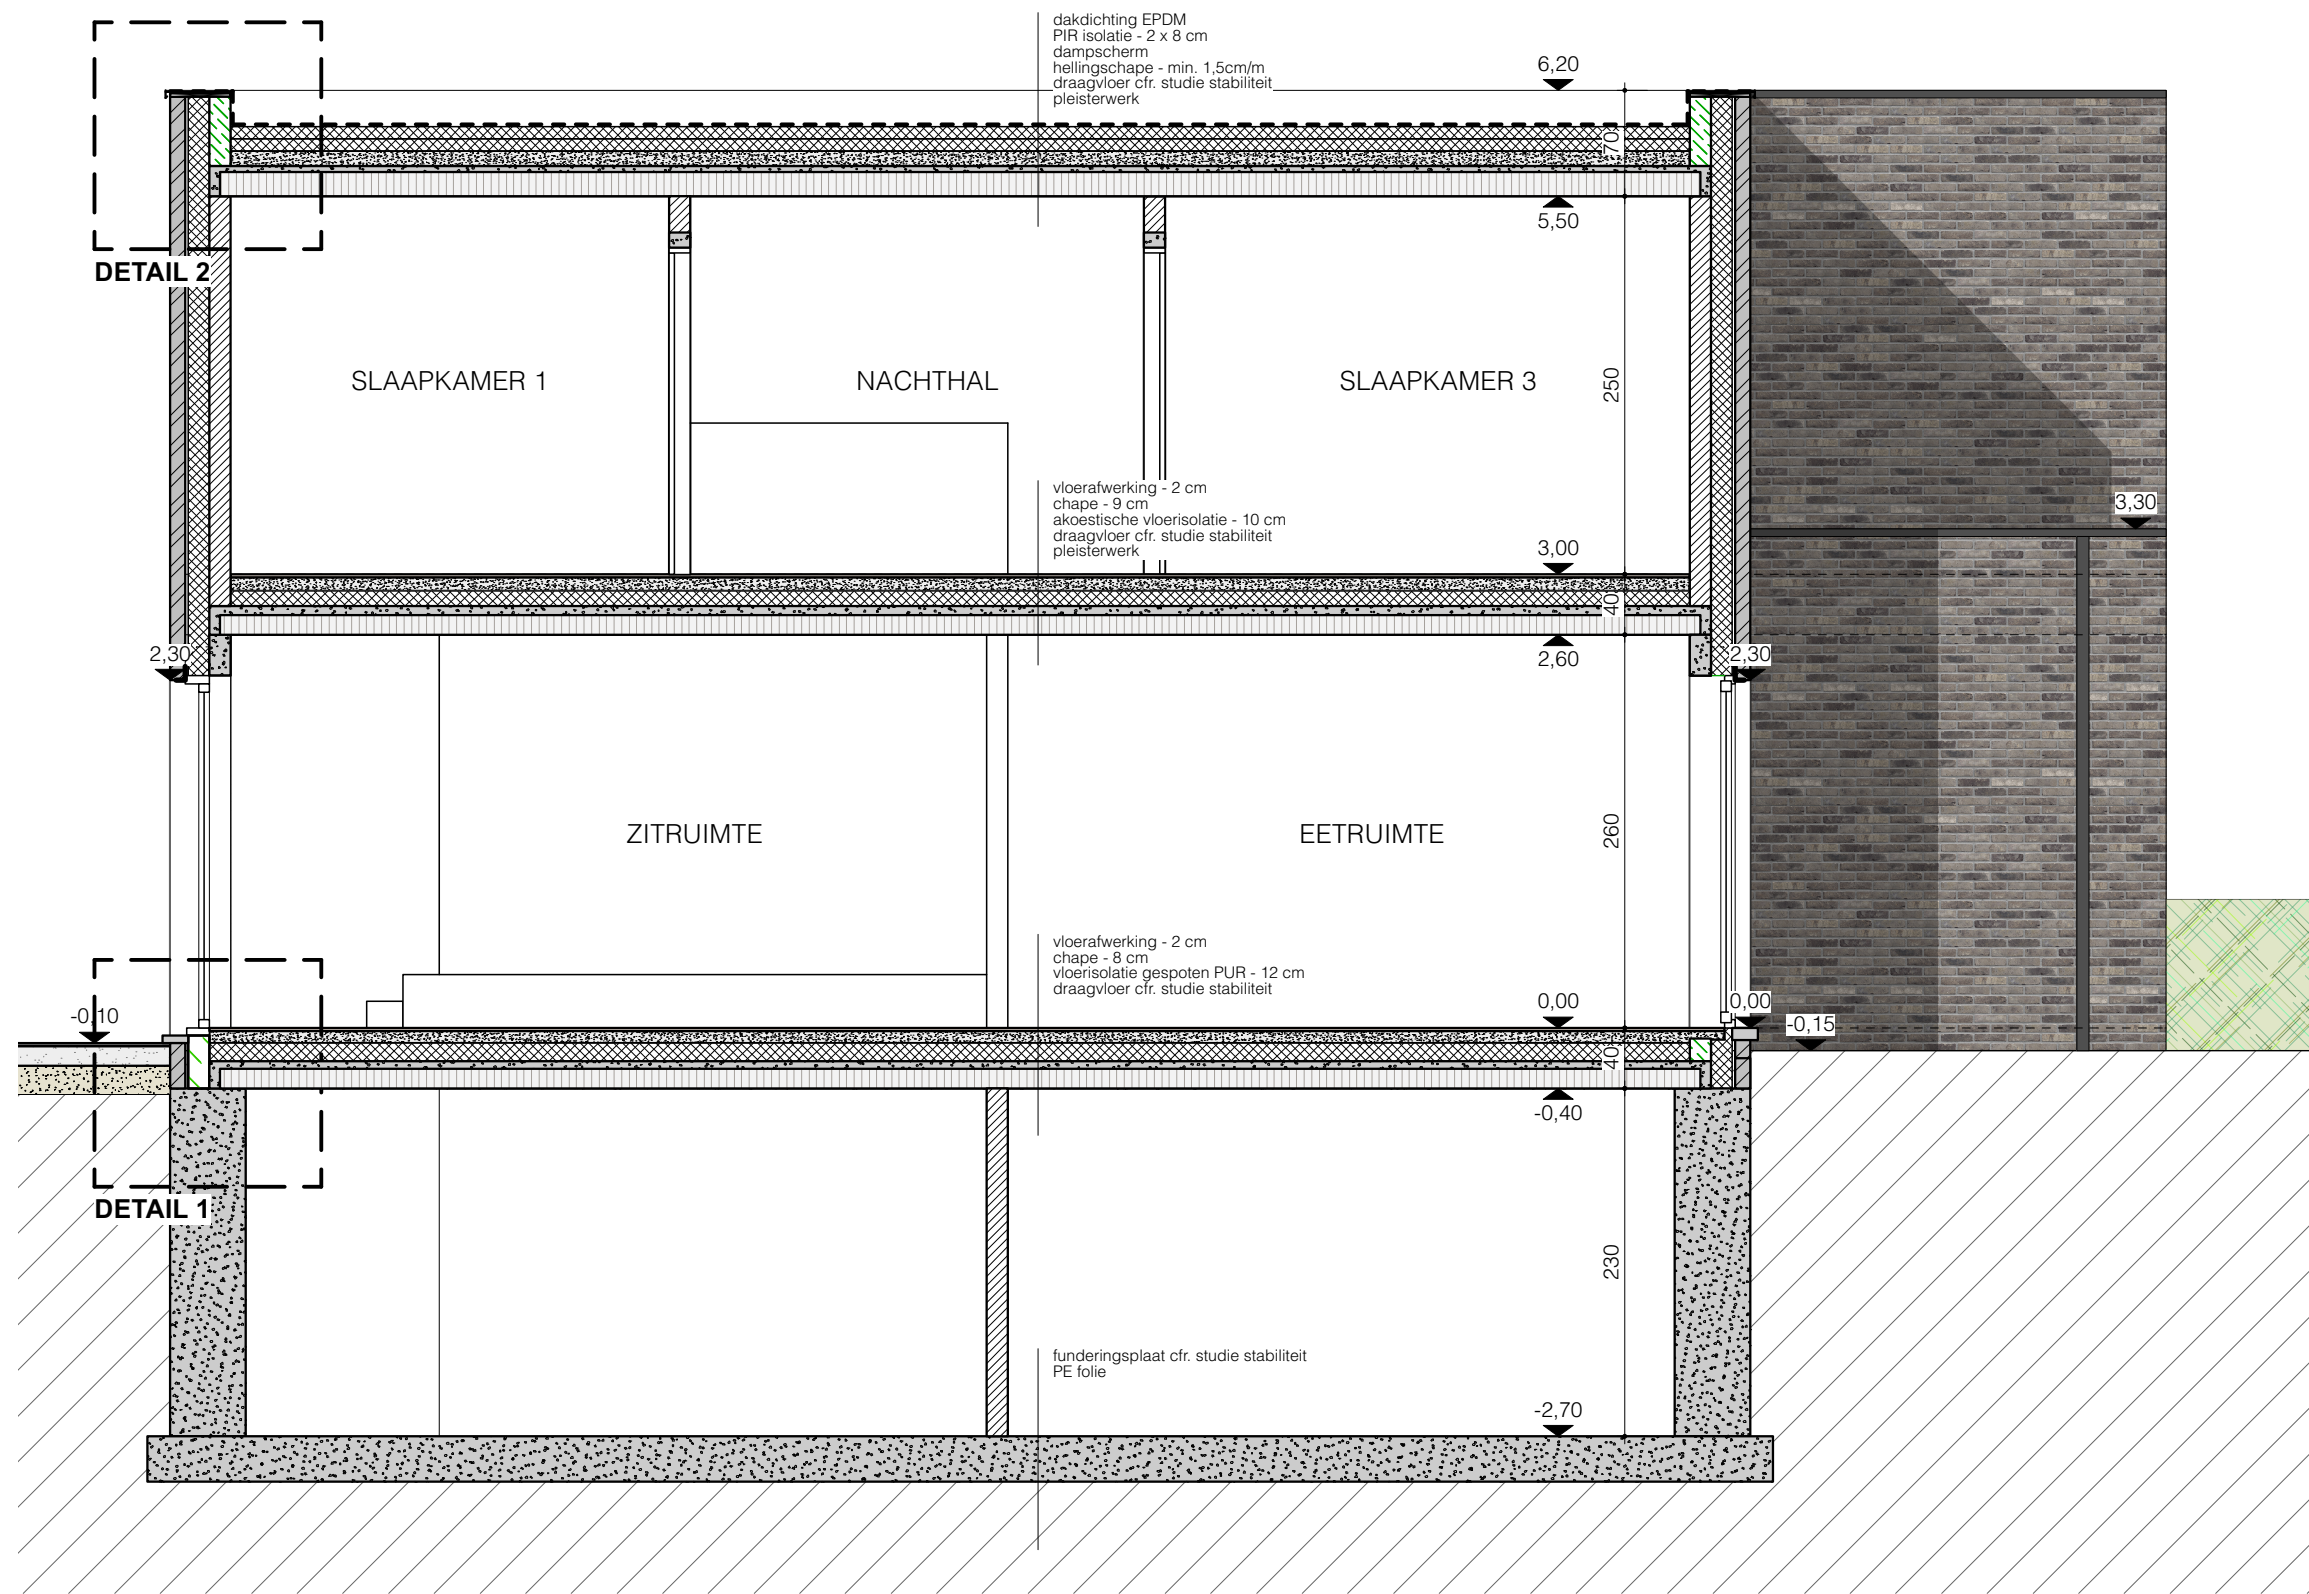 dakdichting EPDM
PIR isolatie - 2 x 8 cm
dampscherm
hellingschape - min. 1,5cm/m
draagvloer cfr. studie stabiliteit
pleisterwerk
6,20
70
5,50
DETAIL 2
SLAAPKAMER 1
NACHTHAL
SLAAPKAMER 3
250
vloerafwerking - 2 cm
chape - 9 cm
akoestische vloerisolatie - 10 cm
draagvloer cfr. studie stabiliteit
pleisterwerk
3,30
3,00
40
2,30
2,60
2,30
ZITRUIMTE
EETRUIMTE
260
vloerafwerking - 2 cm
chape - 8 cm
vloerisolatie gespoten PUR - 12 cm
draagvloer cfr. studie stabiliteit
-0,10
0,00
0,00
-0,15
40
-0,40
DETAIL 1
230
funderingsplaat cfr. studie stabiliteit
PE folie
-2,70